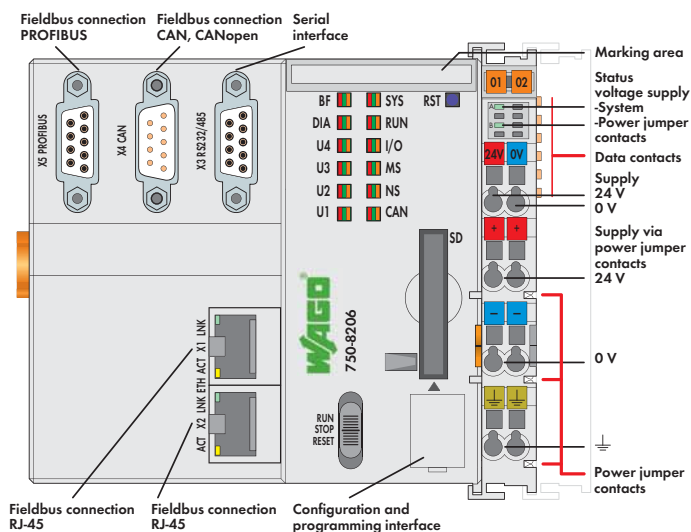 Fieldbus connection
PROFIBUS
Fieldbus connection
CAN, CANopen
Serial
interface
Marking area
Status
voltage supply
-System
-Power jumper
contacts
Data contacts
Supply
24 V
0 V
Supply via
power jumper
contacts
24 V
0 V
Power jumper
contacts
X5 PROFIBUS
X4 CAN
X3 RS232/485
BF SYS RST
DIA RUN
U4 I/O
U3 MS
U2 NS
U1 CAN
01 02
A
B
24V 0V
+ +
− −
SD
WAGO
750-8206
RUN
STOP
RESET
ACT X2 LNK ETH ACT X1 LNK
Fieldbus connection
RJ-45
Fieldbus connection
RJ-45
Configuration and
programming interface